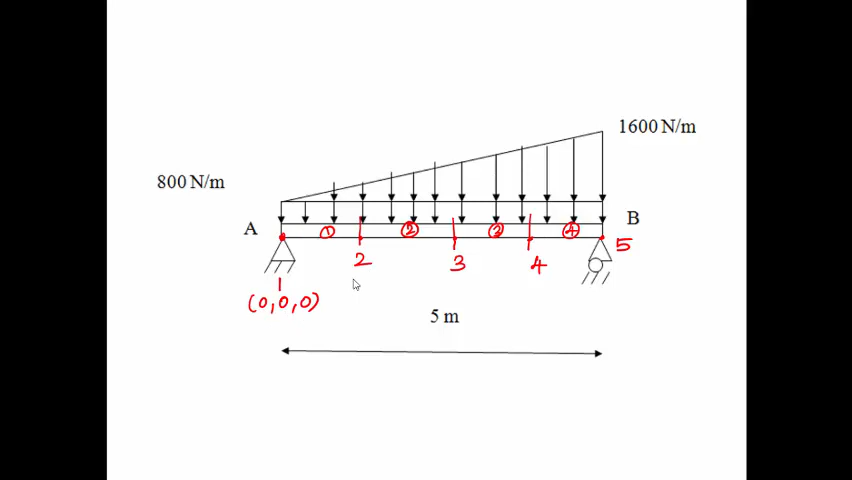 1600 N/m
800 N/m
A
B
① ② ③ ④
5
2 3 4
1
(0,0,0)
5 m